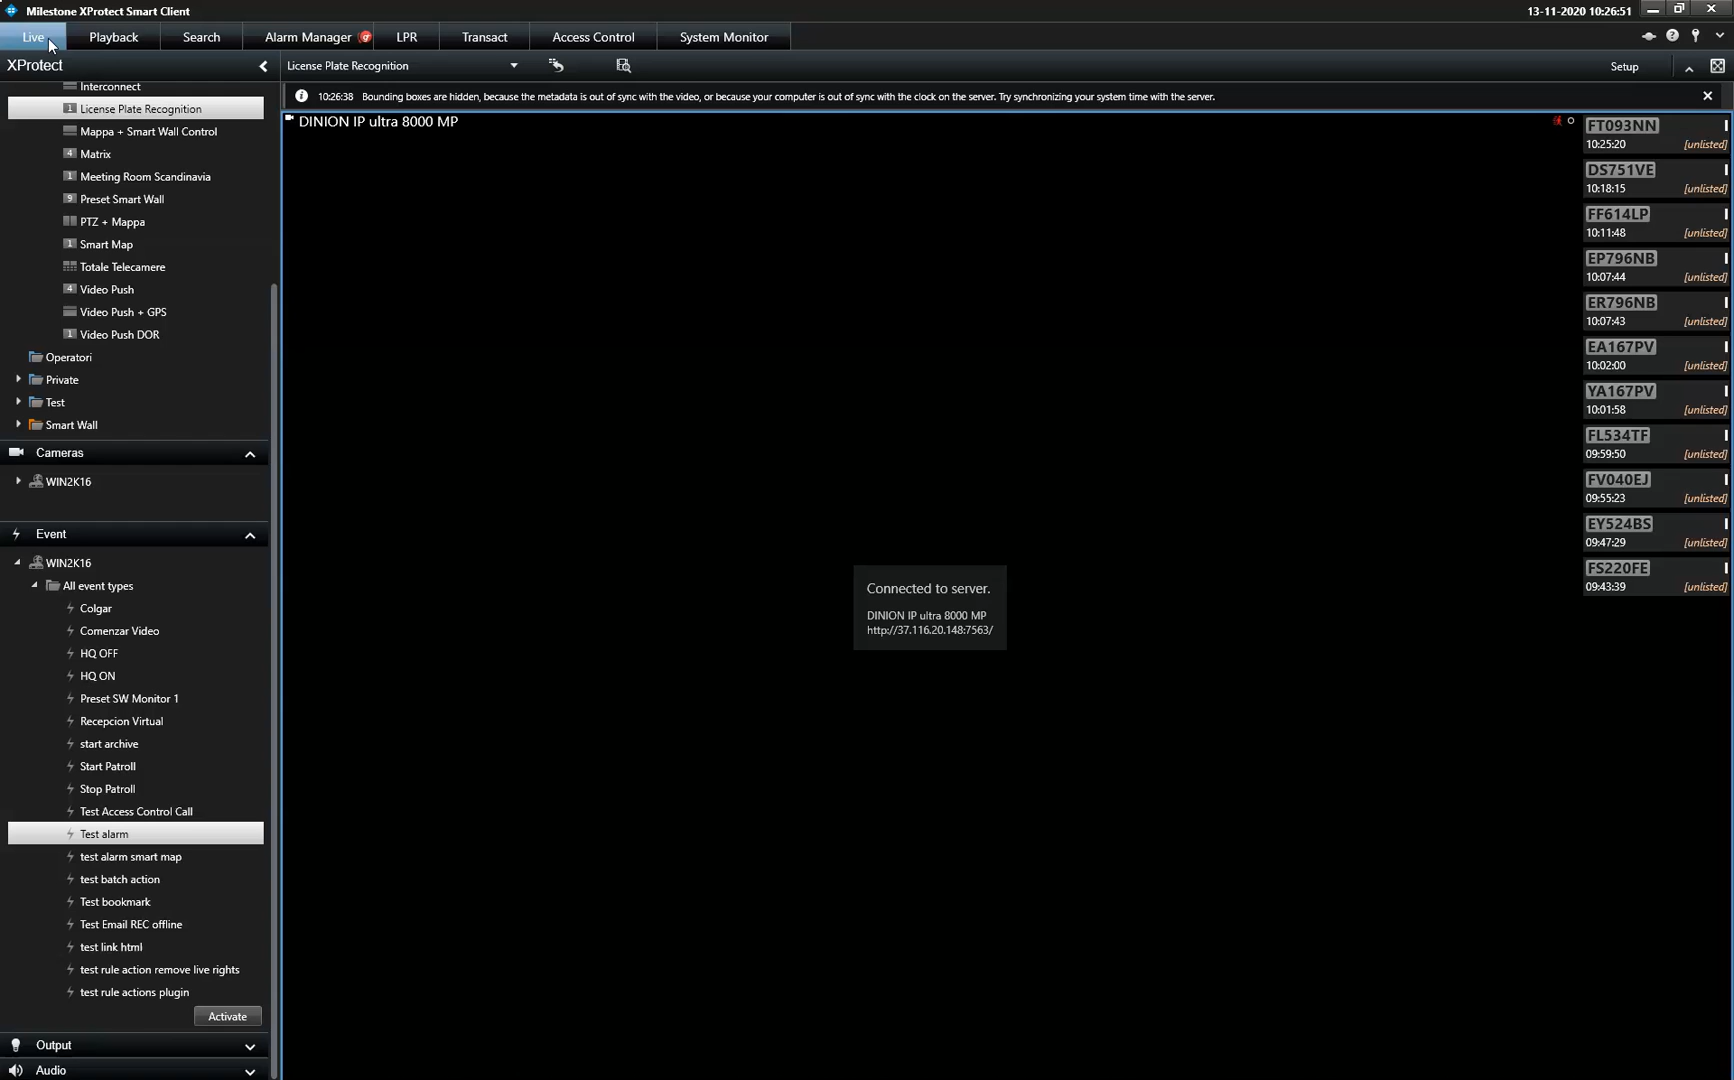 Milestone XProtect Smart Client
13-11-2020 10:26:51
Live
Playback
Search
Alarm Manager
LPR
Transact
Access Control
System Monitor
XProtect
License Plate Recognition
Setup
10:26:38 Bounding boxes are hidden, because the metadata is out of sync with the video, or because your computer is out of sync with the clock on the server. Try synchronizing your system time with the server.
Interconnect
1 License Plate Recognition
Mappa + Smart Wall Control
4 Matrix
1 Meeting Room Scandinavia
9 Preset Smart Wall
PTZ + Mappa
1 Smart Map
Totale Telecamere
4 Video Push
Video Push + GPS
1 Video Push DOR
Operatori
Private
Test
Smart Wall
Cameras
WIN2K16
Event
WIN2K16
All event types
Colgar
Comenzar Video
HQ OFF
HQ ON
Preset SW Monitor 1
Recepcion Virtual
start archive
Start Patroll
Stop Patroll
Test Access Control Call
Test alarm
test alarm smart map
test batch action
Test bookmark
Test Email REC offline
test link html
test rule action remove live rights
test rule actions plugin
Activate
Output
Audio
DINION IP ultra 8000 MP
Connected to server.
DINION IP ultra 8000 MP
http://37.116.20.148:7563/
FT093NN
10:25:20 [unlisted]
DS751VE
10:18:15 [unlisted]
FF614LP
10:11:48 [unlisted]
EP796NB
10:07:44 [unlisted]
ER796NB
10:07:43 [unlisted]
EA167PV
10:02:00 [unlisted]
YA167PV
10:01:58 [unlisted]
FL534TF
09:59:50 [unlisted]
FV040EJ
09:55:23 [unlisted]
EY524BS
09:47:29 [unlisted]
FS220FE
09:43:39 [unlisted]